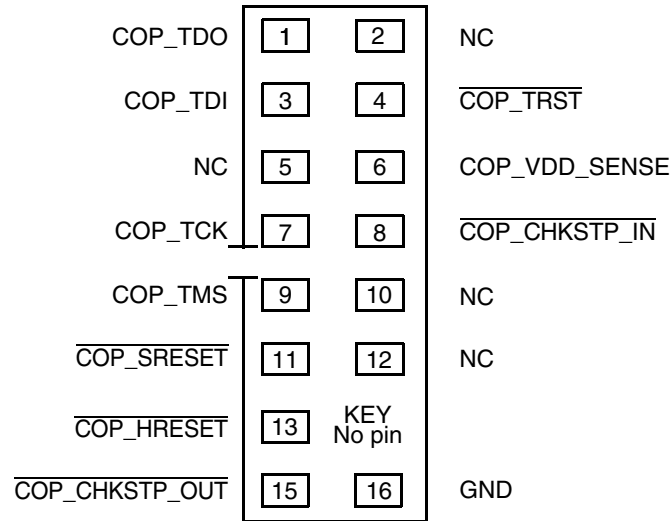 COP_TDO 1 2 NC
COP_TDI 3 4 COP_TRST
NC 5 6 COP_VDD_SENSE
COP_TCK 7 8 COP_CHKSTP_IN
COP_TMS 9 10 NC
COP_SRESET 11 12 NC
COP_HRESET 13 KEY
No pin
COP_CHKSTP_OUT 15 16 GND